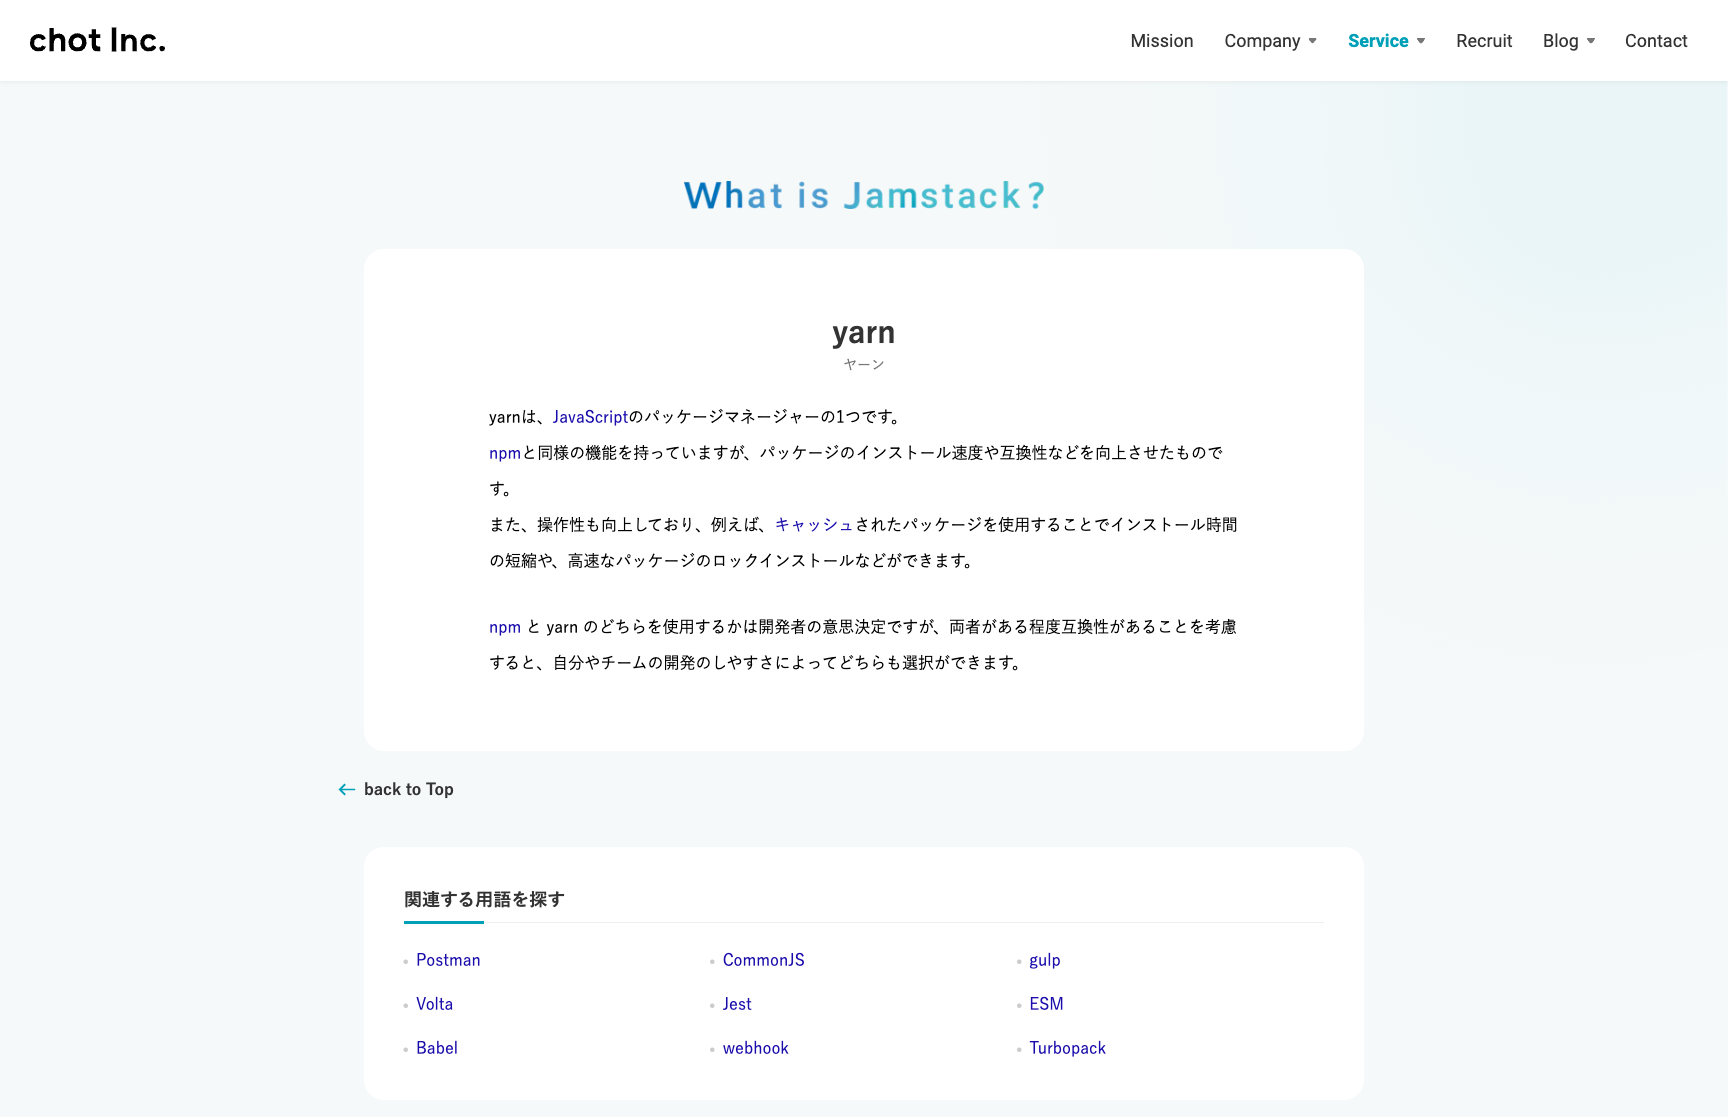 chot Inc.
Mission Company Service Recruit Blog Contact
What is Jamstack?
yarn
ヤーン
yarnは、JavaScriptのパッケージマネージャーの1つです。
npmと同様の機能を持っていますが、パッケージのインストール速度や互換性などを向上させたもので
す。
また、操作性も向上しており、例えば、キャッシュされたパッケージを使用することでインストール時間
の短縮や、高速なパッケージのロックインストールなどができます。
npm と yarn のどちらを使用するかは開発者の意思決定ですが、両者がある程度互換性があることを考慮
すると、自分やチームの開発のしやすさによってどちらも選択ができます。
back to Top
関連する用語を探す
Postman CommonJS gulp
Volta Jest ESM
Babel webhook Turbopack